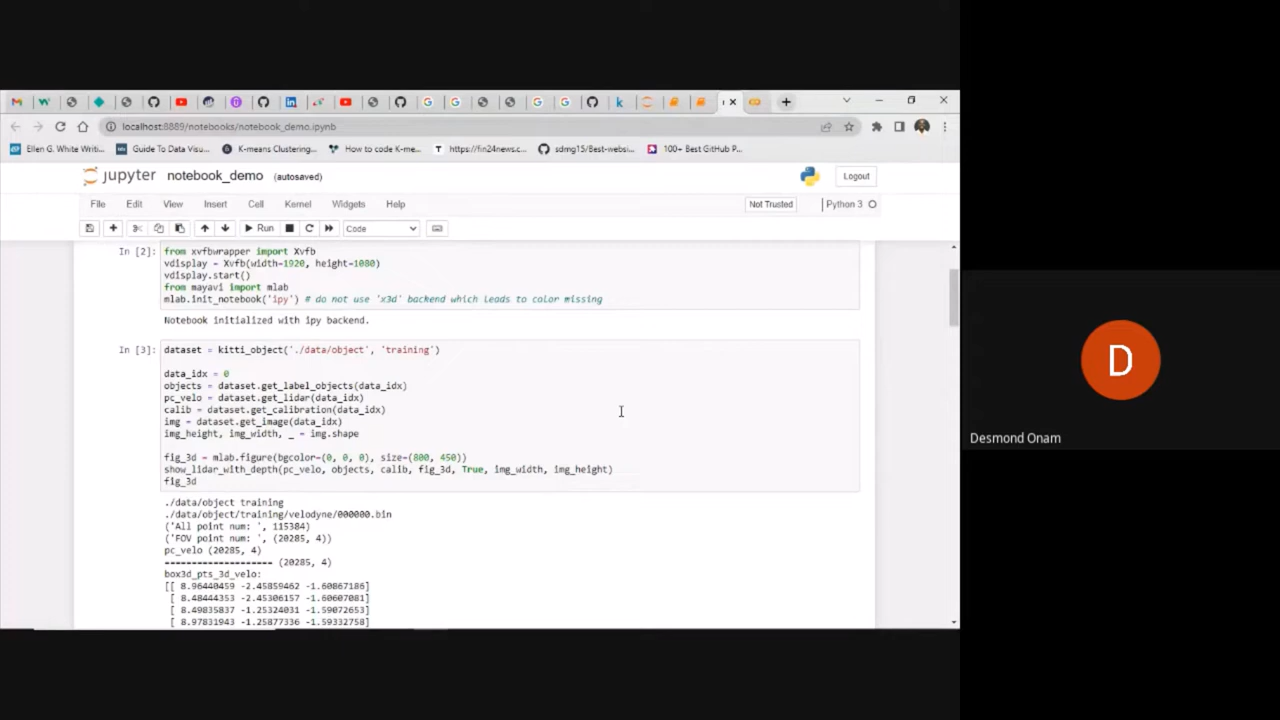 localhost:8889/notebooks/notebook_demo.ipynb
Ellen G. White Writi... Guide To Data Visu... K-means Clustering... How to code K-me... https://fin24news.c... sdmg15/Best-websi... 100+ Best GitHub P...
jupyter notebook_demo (autosaved) Logout
File Edit View Insert Cell Kernel Widgets Help Not Trusted Python 3
Run Code
In [2]: from xvfbwrapper import Xvfb
vdisplay = Xvfb(width=1920, height=1080)
vdisplay.start()
from mayavi import mlab
mlab.init_notebook('ipy') # do not use 'x3d' backend which leads to color missing
Notebook initialized with ipy backend.
In [3]: dataset = kitti_object('./data/object', 'training')
data_idx = 0
objects = dataset.get_label_objects(data_idx)
pc_velo = dataset.get_lidar(data_idx)
calib = dataset.get_calibration(data_idx)
img = dataset.get_image(data_idx)
img_height, img_width, _ = img.shape
fig_3d = mlab.figure(bgcolor=(0, 0, 0), size=(800, 450))
show_lidar_with_depth(pc_velo, objects, calib, fig_3d, True, img_width, img_height)
fig_3d
./data/object training
./data/object/training/velodyne/000000.bin
('All point num: ', 115384)
('FOV point num: ', (20285, 4))
pc_velo (20285, 4)
==================== (20285, 4)
box3d_pts_3d_velo:
[[ 8.96440459 -2.45859462 -1.60867186]
[ 8.48444353 -2.45306157 -1.60607081]
[ 8.49835837 -1.25324031 -1.59072653]
[ 8.97831943 -1.25877336 -1.59332758]
D
Desmond Onam